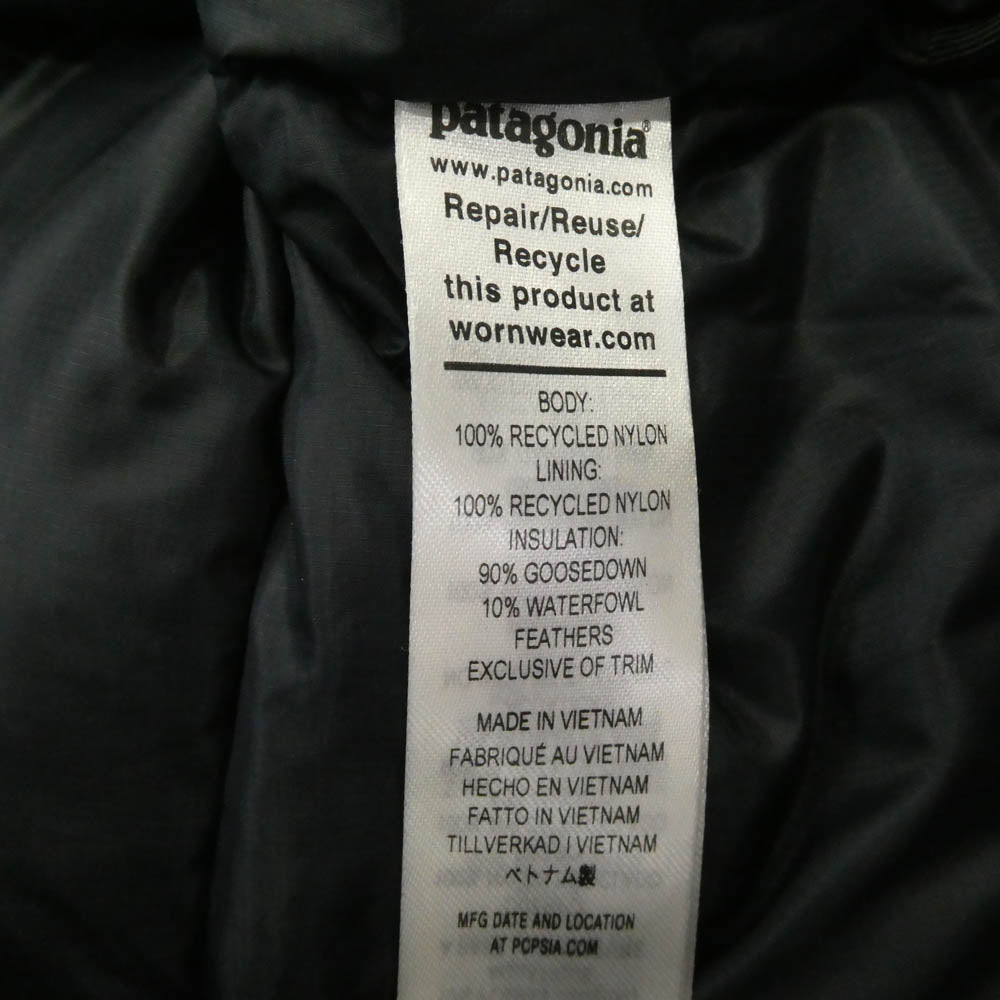 patagonia®
www.patagonia.com
Repair/Reuse/
Recycle
this product at
wornwear.com
BODY:
100% RECYCLED NYLON
LINING:
100% RECYCLED NYLON
INSULATION:
90% GOOSEDOWN
10% WATERFOWL
FEATHERS
EXCLUSIVE OF TRIM
MADE IN VIETNAM
FABRIQUÉ AU VIETNAM
HECHO EN VIETNAM
FATTO IN VIETNAM
TILLVERKAD I VIETNAM
ベトナム製
MFG DATE AND LOCATION
AT PCPSIA.COM